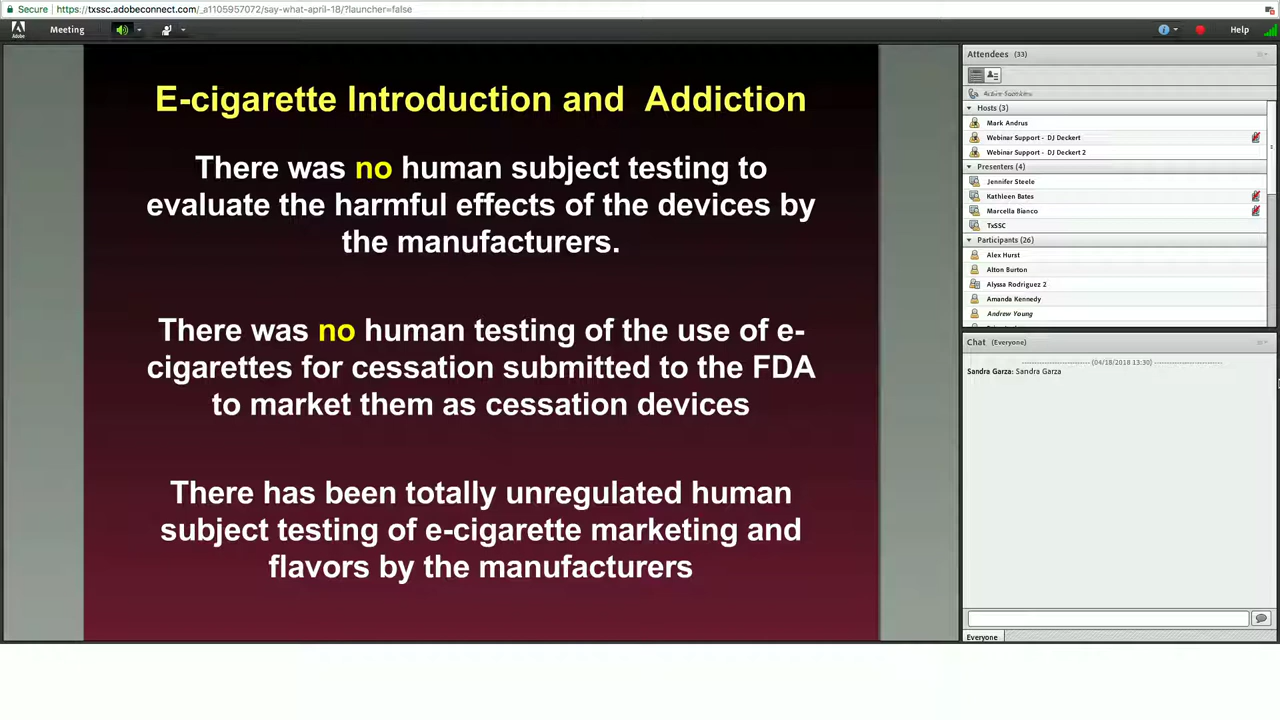 Secure https://txssc.adobeconnect.com/_a1105957072/say-what-april-18/?launcher=false
Adobe
Meeting
Help
E-cigarette Introduction and Addiction
There was no human subject testing to
evaluate the harmful effects of the devices by
the manufacturers.
There was no human testing of the use of e-
cigarettes for cessation submitted to the FDA
to market them as cessation devices
There has been totally unregulated human
subject testing of e-cigarette marketing and
flavors by the manufacturers
Attendees (33)
Active Speakers
Hosts (3)
Mark Andrus
Webinar Support - DJ Deckert
Webinar Support - DJ Deckert 2
Presenters (4)
Jennifer Steele
Kathleen Bates
Marcella Bianco
TxSSC
Participants (26)
Alex Hurst
Alton Burton
Alyssa Rodriguez 2
Amanda Kennedy
Andrew Young
Chat (Everyone)
(04/18/2018 13:30)
Sandra Garza: Sandra Garza
Everyone